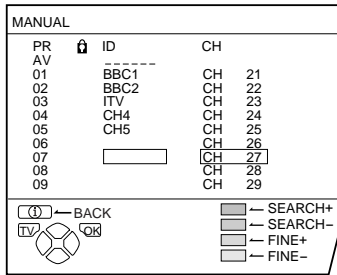 MANUAL
PR ID CH
AV _ _ _ _ _ _
01 BBC1 CH 21
02 BBC2 CH 22
03 ITV CH 23
04 CH4 CH 24
05 CH5 CH 25
06 CH 26
07 CH 27
08 CH 28
09 CH 29
i ← BACK
TV OK
← SEARCH+
← SEARCH−
← FINE+
← FINE−